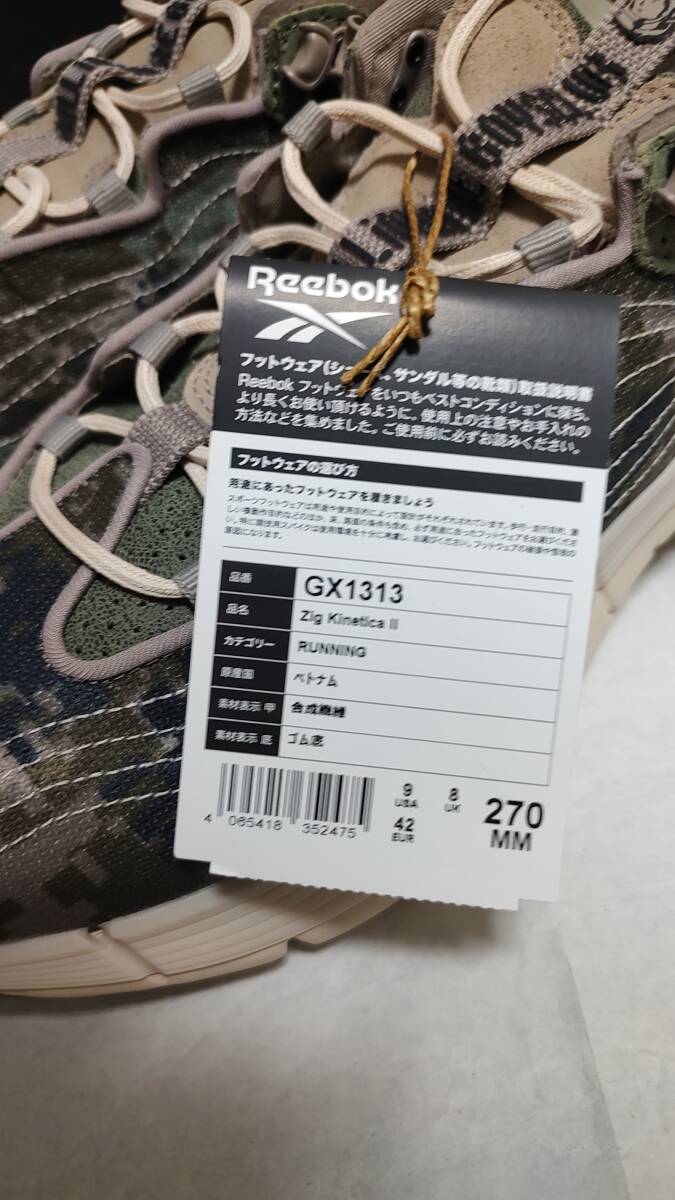 Reebok
フットウェア(シュ 、サンダル等の靴類)取扱説明書
Reebok フットウェ をいつもベストコンディションに保ち、
より長くお使い頂けるように、使用上の注意やお手入れの
方法などを集めました。ご使用前に必ずお読みください。
フットウェアの選び方
用途にあったフットウェアを履きましょう
品番 GX1313
品名 Zig Kinetica II
カテゴリー RUNNING
原産国 ベトナム
素材表示 甲 合成繊維
素材表示 底 ゴム底
4 065418 352475
9 USA
8 UK
42 EUR
270 MM